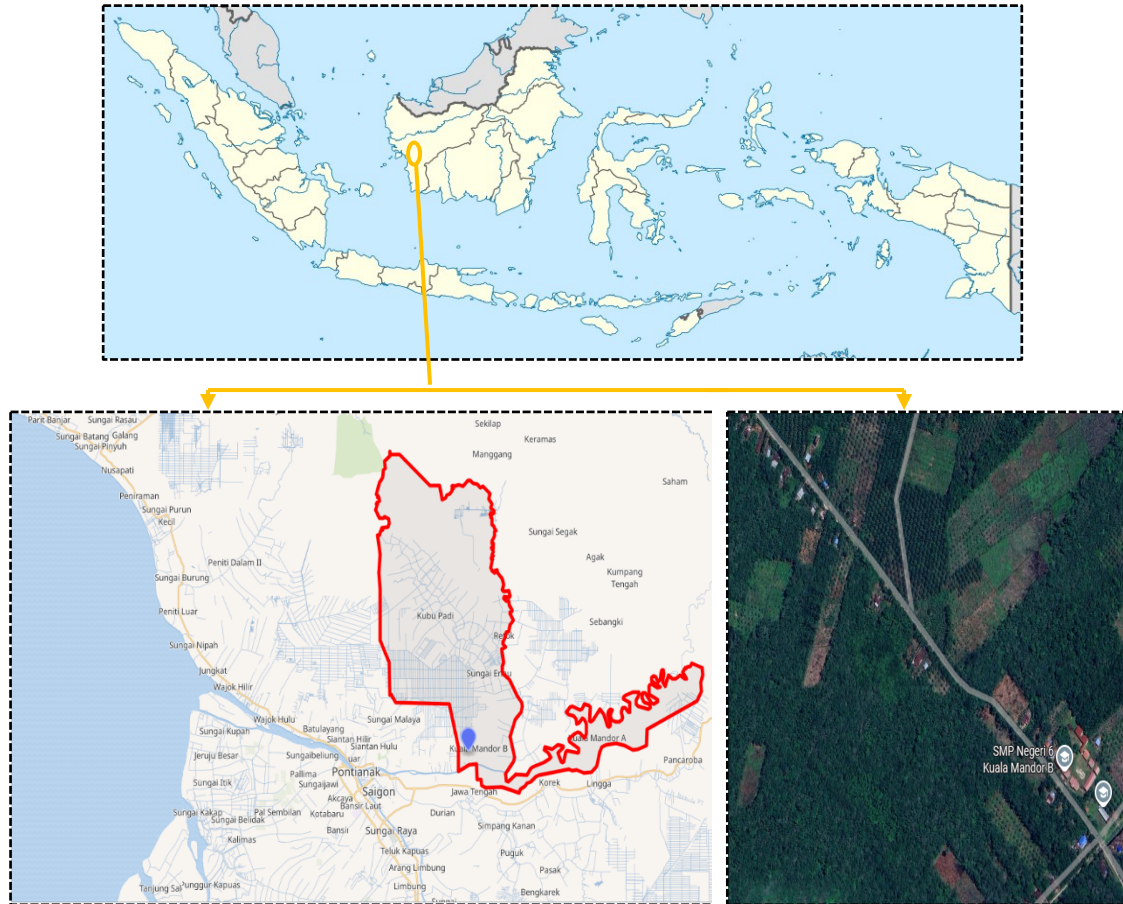 Parit Banjar
Sungai Rasau
Sungai Batang
Galang
Sungai Pinyuh
Nusapati
Peniraman
Sungai Purun
Kecil
Sungai Burung
Peniti Dalam II
Peniti Luar
Sungai Nipah
Jungkat
Wajok Hilir
Wajok Hulu
Batulayang
Sungai Malaya
Sungai Kupah
Siantan Hilir
Siantan Hulu
Sungaibeliung
uar
Jeruju Besar
Pontianak
Pallima
Sungaijawi
Sungai Itik
Saigon
Akcaya
Bansir Laut
Sungai Kakap
Pal Sembilan
Kotabaru
Sungai Belidak
Bansir
Sungai Raya
Kalimas
Teluk Kapuas
Arang Limbung
Tanjung Sal
Punggur Kapuas
Limbung
Sungai
Sekilap
Keramas
Manggang
Saham
Sungai Segak
Agak
Kumpang
Tengah
Kubu Padi
Sebangki
Retok
Sungai Enau
Kuala Mandor B
Kuala Mandor A
Pancaroba
Jawa Tengah
Korek
Lingga
Durian
Simpang Kanan
Puguk
Pasak
Bengkarek
SMP Negeri 6
Kuala Mandor B